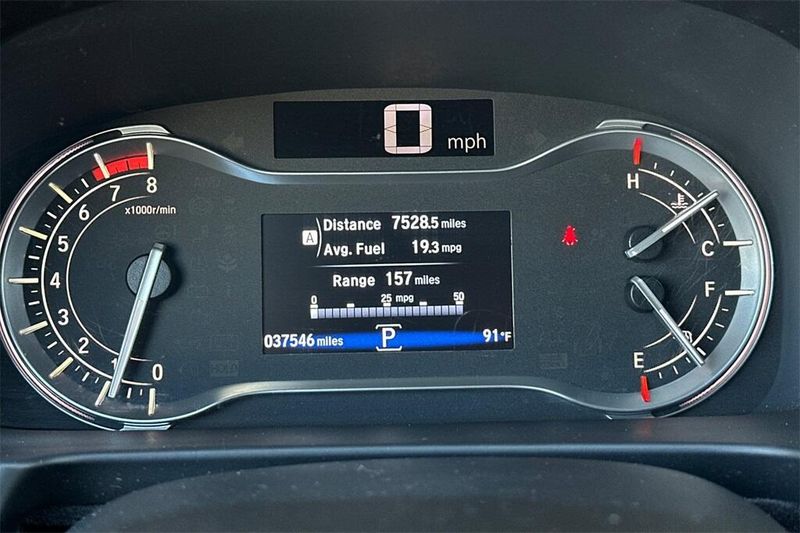 0 mph
8
7
6
5
4
3
2
1
0
x1000r/min
A
Distance 7528.5 miles
Avg. Fuel 19.3 mpg
Range 157 miles
0 25 mpg 50
037546 miles P 91°F
H
C
F
E